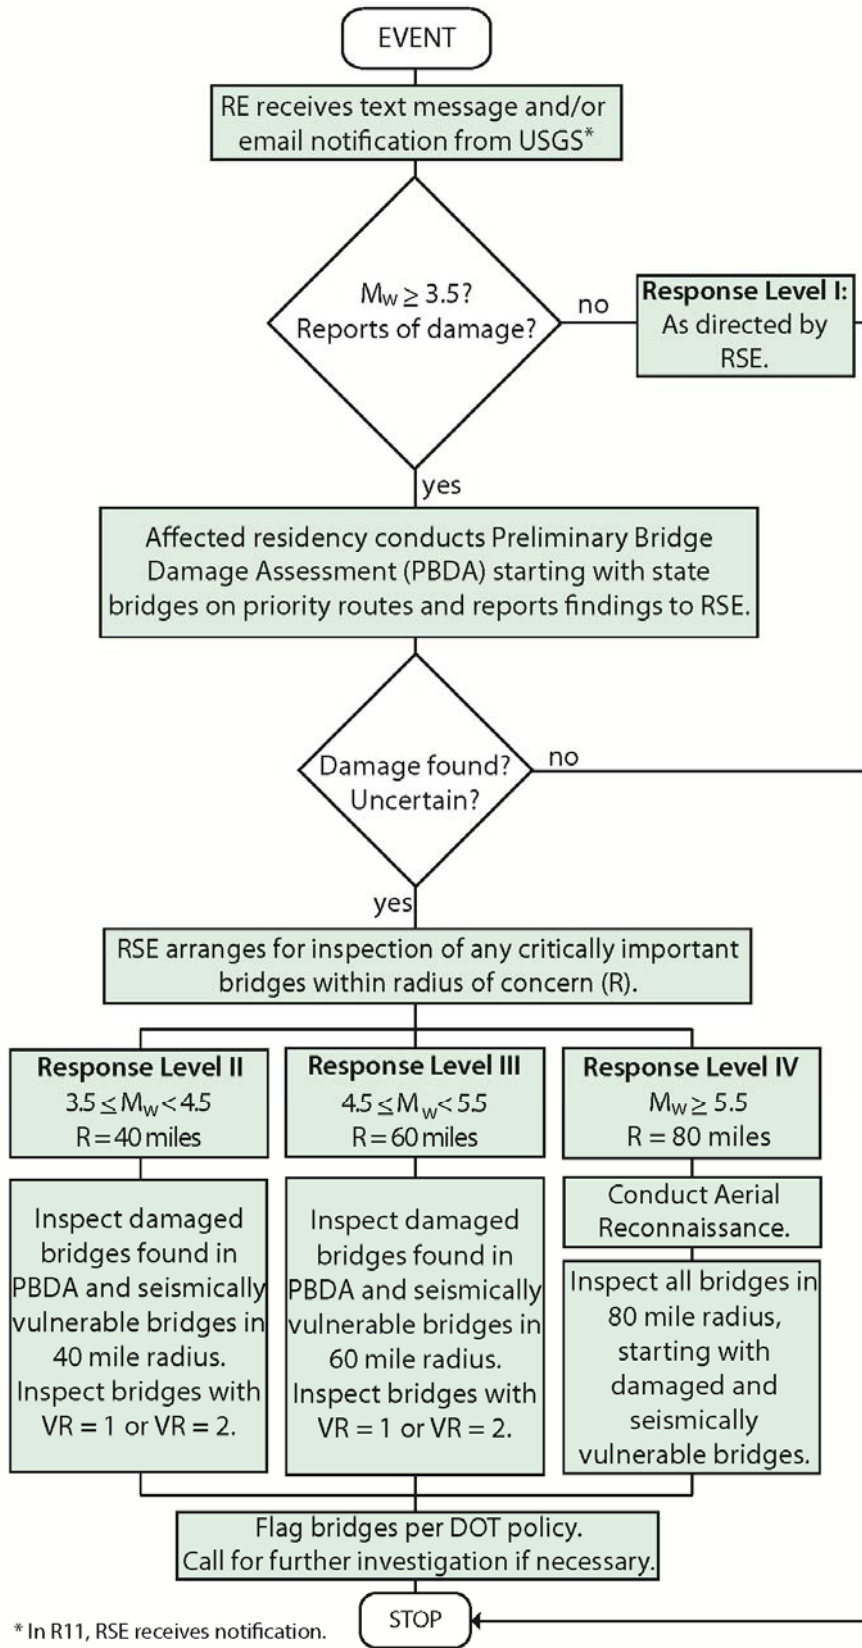 EVENT
RE receives text message and/or
email notification from USGS*
Mw ≥ 3.5?
Reports of damage?
no
Response Level I:
As directed by
RSE.
yes
Affected residency conducts Preliminary Bridge
Damage Assessment (PBDA) starting with state
bridges on priority routes and reports findings to RSE.
Damage found?
Uncertain?
no
yes
RSE arranges for inspection of any critically important
bridges within radius of concern (R).
Response Level II
3.5 ≤ Mw < 4.5
R = 40 miles
Inspect damaged
bridges found in
PBDA and seismically
vulnerable bridges in
40 mile radius.
Inspect bridges with
VR = 1 or VR = 2.
Response Level III
4.5 ≤ Mw < 5.5
R = 60 miles
Inspect damaged
bridges found in
PBDA and seismically
vulnerable bridges in
60 mile radius.
Inspect bridges with
VR = 1 or VR = 2.
Response Level IV
Mw ≥ 5.5
R = 80 miles
Conduct Aerial
Reconnaissance.
Inspect all bridges in
80 mile radius,
starting with
damaged and
seismically
vulnerable bridges.
Flag bridges per DOT policy.
Call for further investigation if necessary.
STOP
* In R11, RSE receives notification.